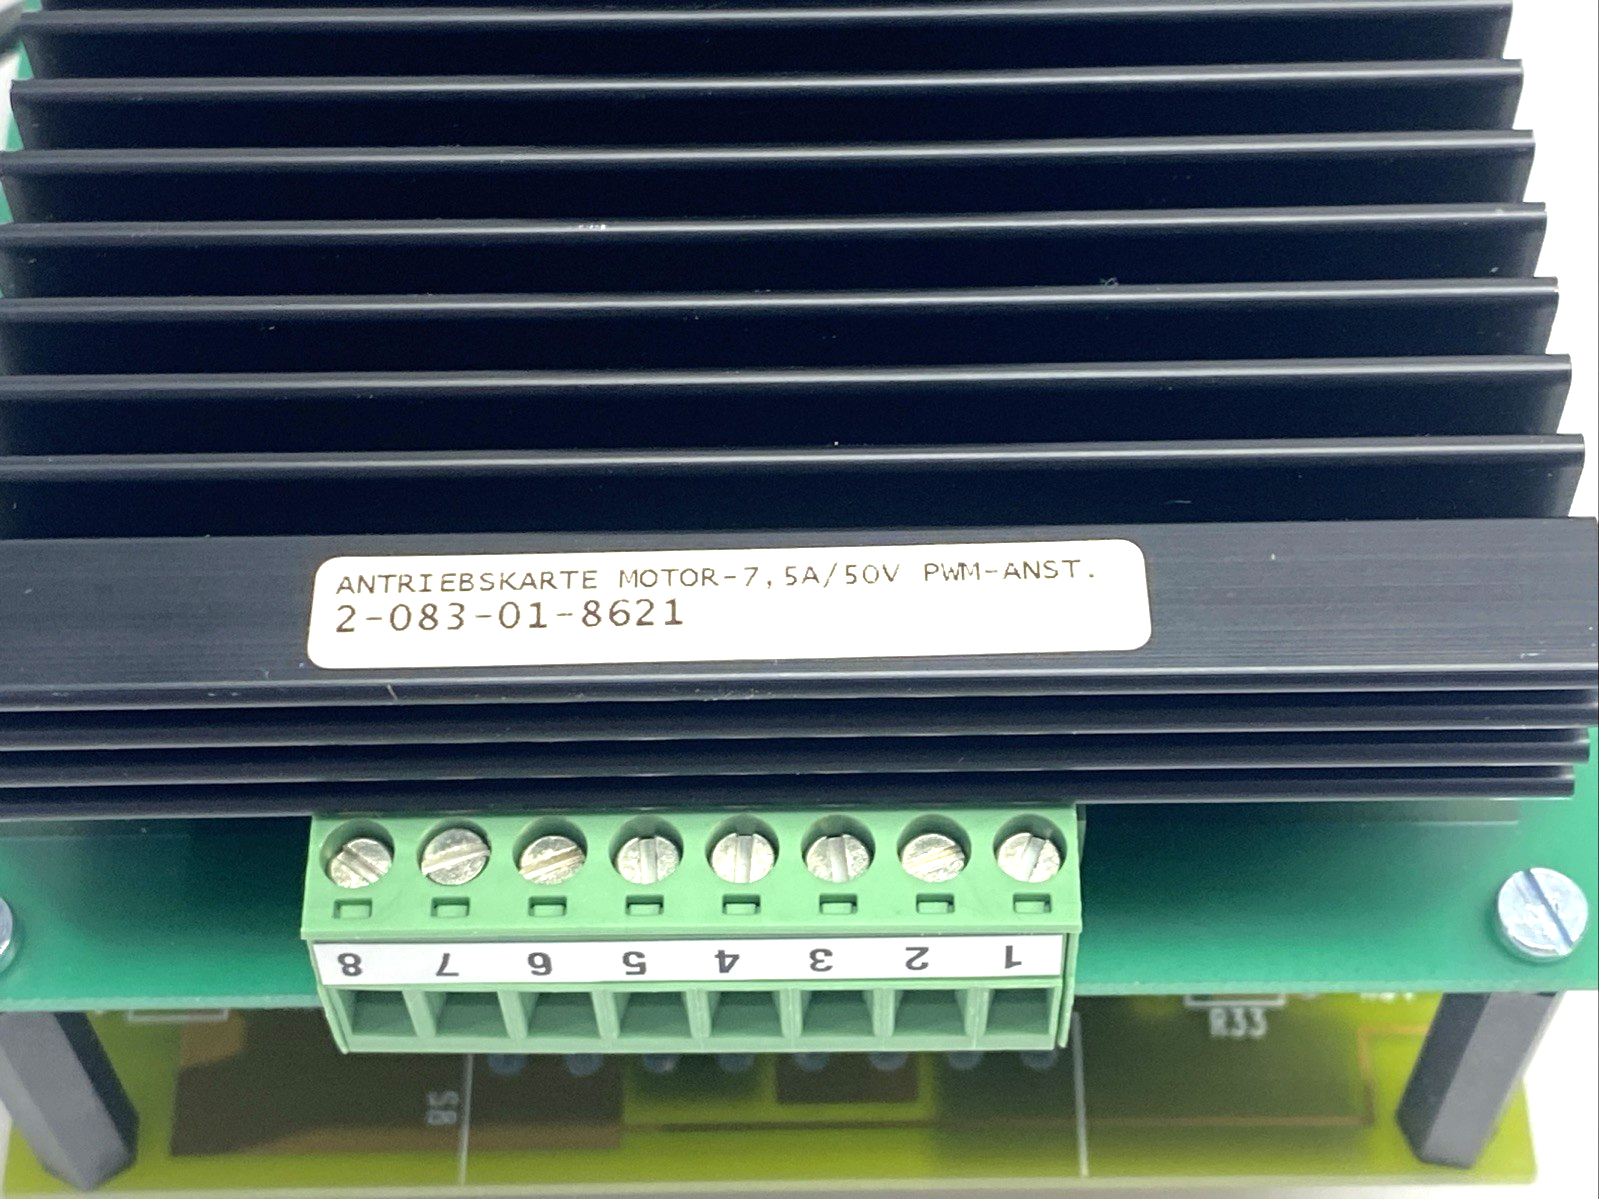 ANTRIEBSKARTE MOTOR-7,5A/50V PWM-ANST.
2-083-01-8621
8 7 6 5 4 3 2 1
R33